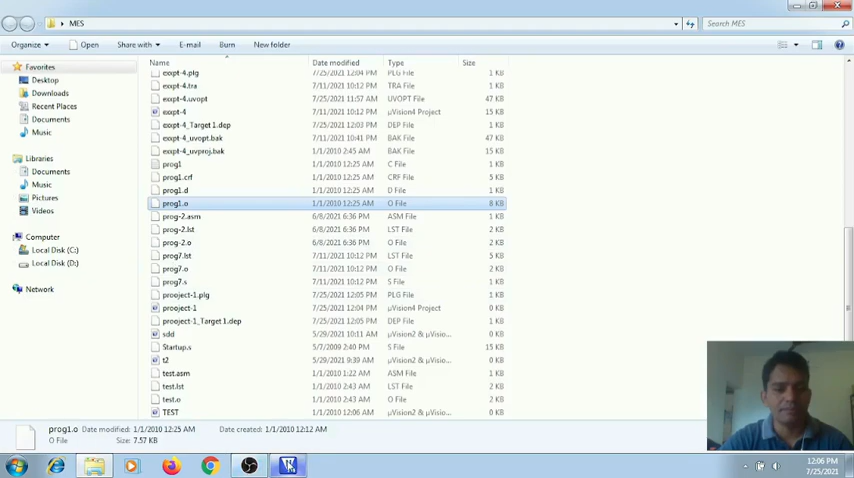 MES
Search MES
Organize Open Share with E-mail Burn New folder
Name Date modified Type Size
Favorites
Desktop
Downloads
Recent Places
Documents
Music
Libraries
Documents
Music
Pictures
Videos
Computer
Local Disk (C:)
Local Disk (D:)
Network
exxpt-4.plg 7/25/2021 12:04 PM PLG File 1 KB
exxpt-4.tra 7/11/2021 10:12 PM TRA File 1 KB
exxpt-4.uvopt 7/25/2021 11:57 AM UVOPT File 47 KB
exxpt-4 7/11/2021 10:12 PM µVision4 Project 15 KB
exxpt-4_Target 1.dep 7/25/2021 12:03 PM DEP File 1 KB
exxpt-4_uvopt.bak 7/11/2021 10:41 PM BAK File 47 KB
exxpt-4_uvproj.bak 1/1/2010 2:45 AM BAK File 15 KB
prog1 1/1/2010 12:25 AM C File 1 KB
prog1.crf 1/1/2010 12:25 AM CRF File 5 KB
prog1.d 1/1/2010 12:25 AM D File 1 KB
prog1.o 1/1/2010 12:25 AM O File 8 KB
prog-2.asm 6/8/2021 6:36 PM ASM File 1 KB
prog-2.lst 6/8/2021 6:36 PM LST File 2 KB
prog-2.o 6/8/2021 6:36 PM O File 2 KB
prog7.lst 7/11/2021 10:12 PM LST File 5 KB
prog7.o 7/11/2021 10:12 PM O File 2 KB
prog7.s 7/11/2021 10:12 PM S File 1 KB
prooject-1.plg 7/25/2021 12:05 PM PLG File 1 KB
prooject-1 7/25/2021 12:04 PM µVision4 Project 1 KB
prooject-1_Target 1.dep 7/25/2021 12:05 PM DEP File 1 KB
sdd 5/29/2021 10:11 AM µVision2 & µVisio... 0 KB
Startup.s 5/7/2009 2:40 PM S File 15 KB
t2 5/29/2021 9:39 AM µVision2 & µVisio... 0 KB
test.asm 1/1/2010 1:22 AM ASM File 1 KB
test.lst 1/1/2010 2:43 AM LST File 2 KB
test.o 1/1/2010 2:43 AM O File 2 KB
TEST 1/1/2010 12:06 AM µVision2 & µVisio... 0 KB
prog1.o Date modified: 1/1/2010 12:25 AM Date created: 1/1/2010 12:12 AM
O File Size: 7.57 KB
12:06 PM
7/25/2021